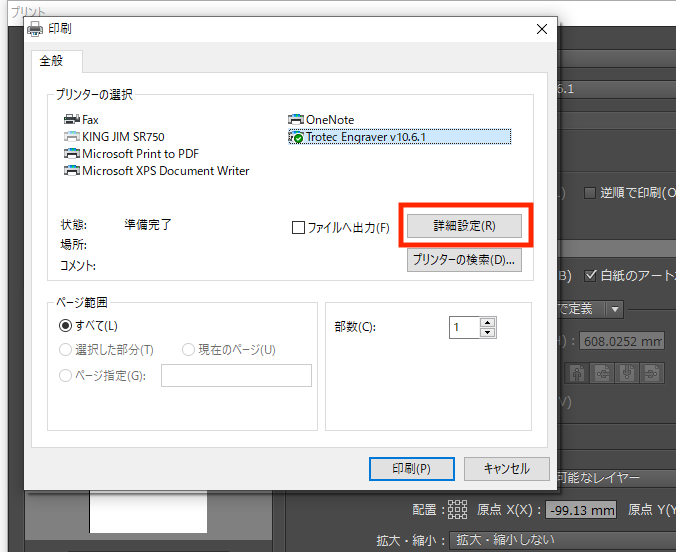 プリント
印刷
全般
プリンターの選択
Fax
OneNote
KING JIM SR750
Trotec Engraver v10.6.1
Microsoft Print to PDF
Microsoft XPS Document Writer
状態: 準備完了
場所:
コメント:
ファイルへ出力(F)
詳細設定(R)
プリンターの検索(D)...
ページ範囲
すべて(L)
選択した部分(T)
現在のページ(U)
ページ指定(G):
部数(C):
1
印刷(P)
キャンセル
6.1
逆順で印刷(O
B)
白紙のアート
で定義
608.0252 mm
V)
可能なレイヤー
配置:
原点 X(X): -99.13 mm 原点 Y(Y
拡大・縮小: 拡大・縮小しない